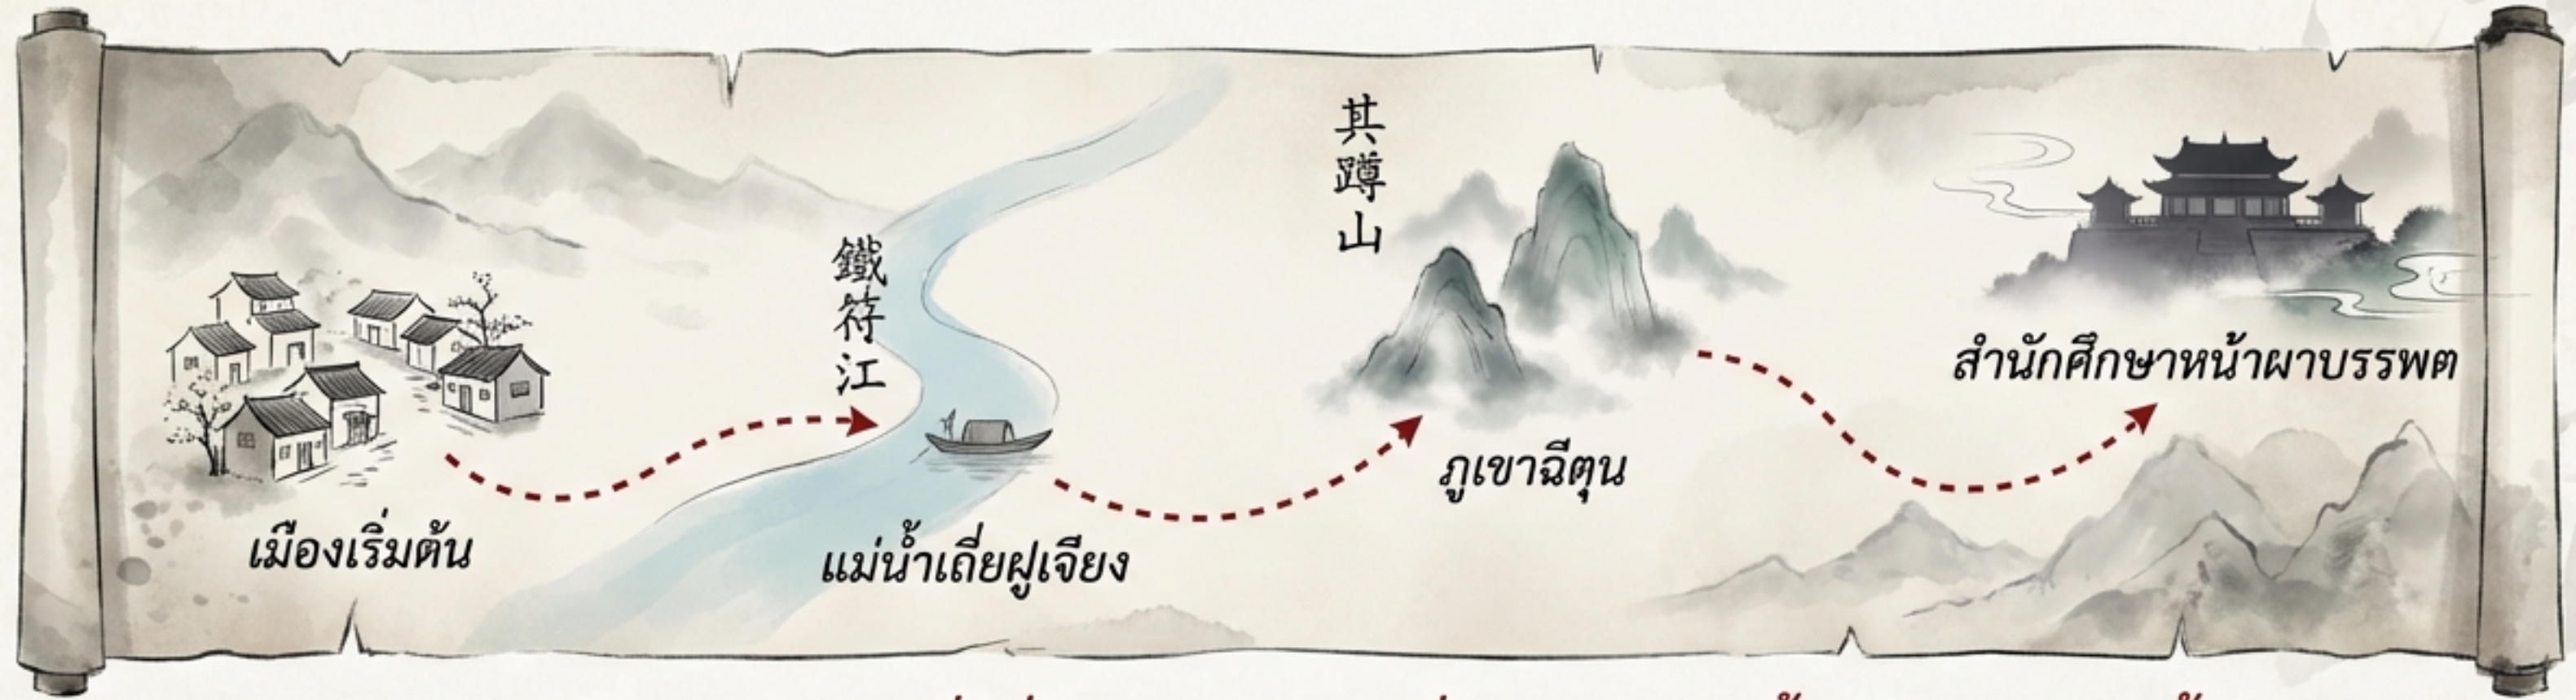 เมืองเริ่มต้น
鐵符江
แม่น้ำเถี่ยฝูเจียง
其蹲山
ภูเขาฉีตุน
สำนักศึกษาหน้าผาบรรพต